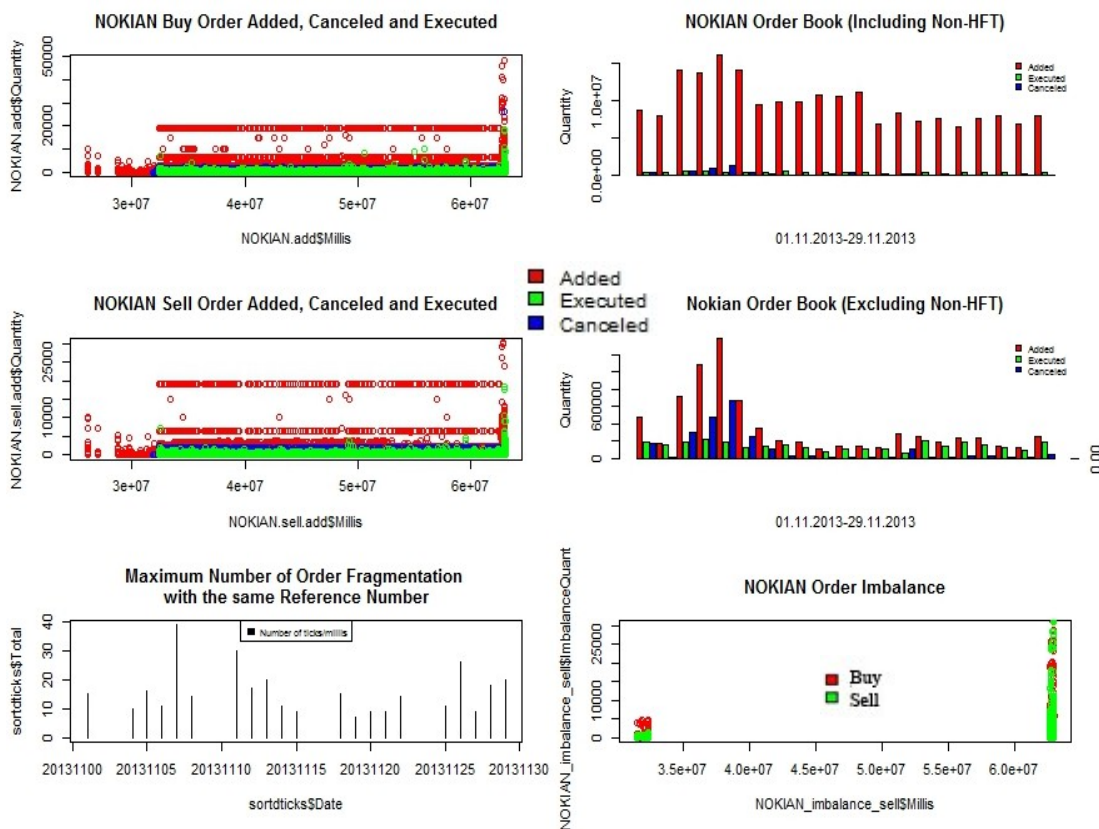 NOKIAN Buy Order Added, Canceled and Executed
NOKIAN.add$Quantity
0 20000 50000
3e+07 4e+07 5e+07 6e+07
NOKIAN.add$Millis
NOKIAN Order Book (Including Non-HFT)
Quantity
0.0e+00 1.0e+07
Added
Executed
Canceled
01.11.2013-29.11.2013
Added
Executed
Canceled
NOKIAN Sell Order Added, Canceled and Executed
NOKIAN.sell.add$Quantity
0 10000 25000
3e+07 4e+07 5e+07 6e+07
NOKIAN.sell.add$Millis
Nokian Order Book (Excluding Non-HFT)
Quantity
0 600000
Added
Executed
Canceled
0.00
01.11.2013-29.11.2013
Maximum Number of Order Fragmentation
with the same Reference Number
sortdticks$Total
0 10 20 30 40
Number of ticks/millis
20131100 20131105 20131110 20131115 20131120 20131125 20131130
sortdticks$Date
NOKIAN Order Imbalance
NOKIAN_imbalance_sell$ImbalanceQuant
0 10000 25000
Buy
Sell
3.5e+07 4.0e+07 4.5e+07 5.0e+07 5.5e+07 6.0e+07
NOKIAN_imbalance_sell$Millis